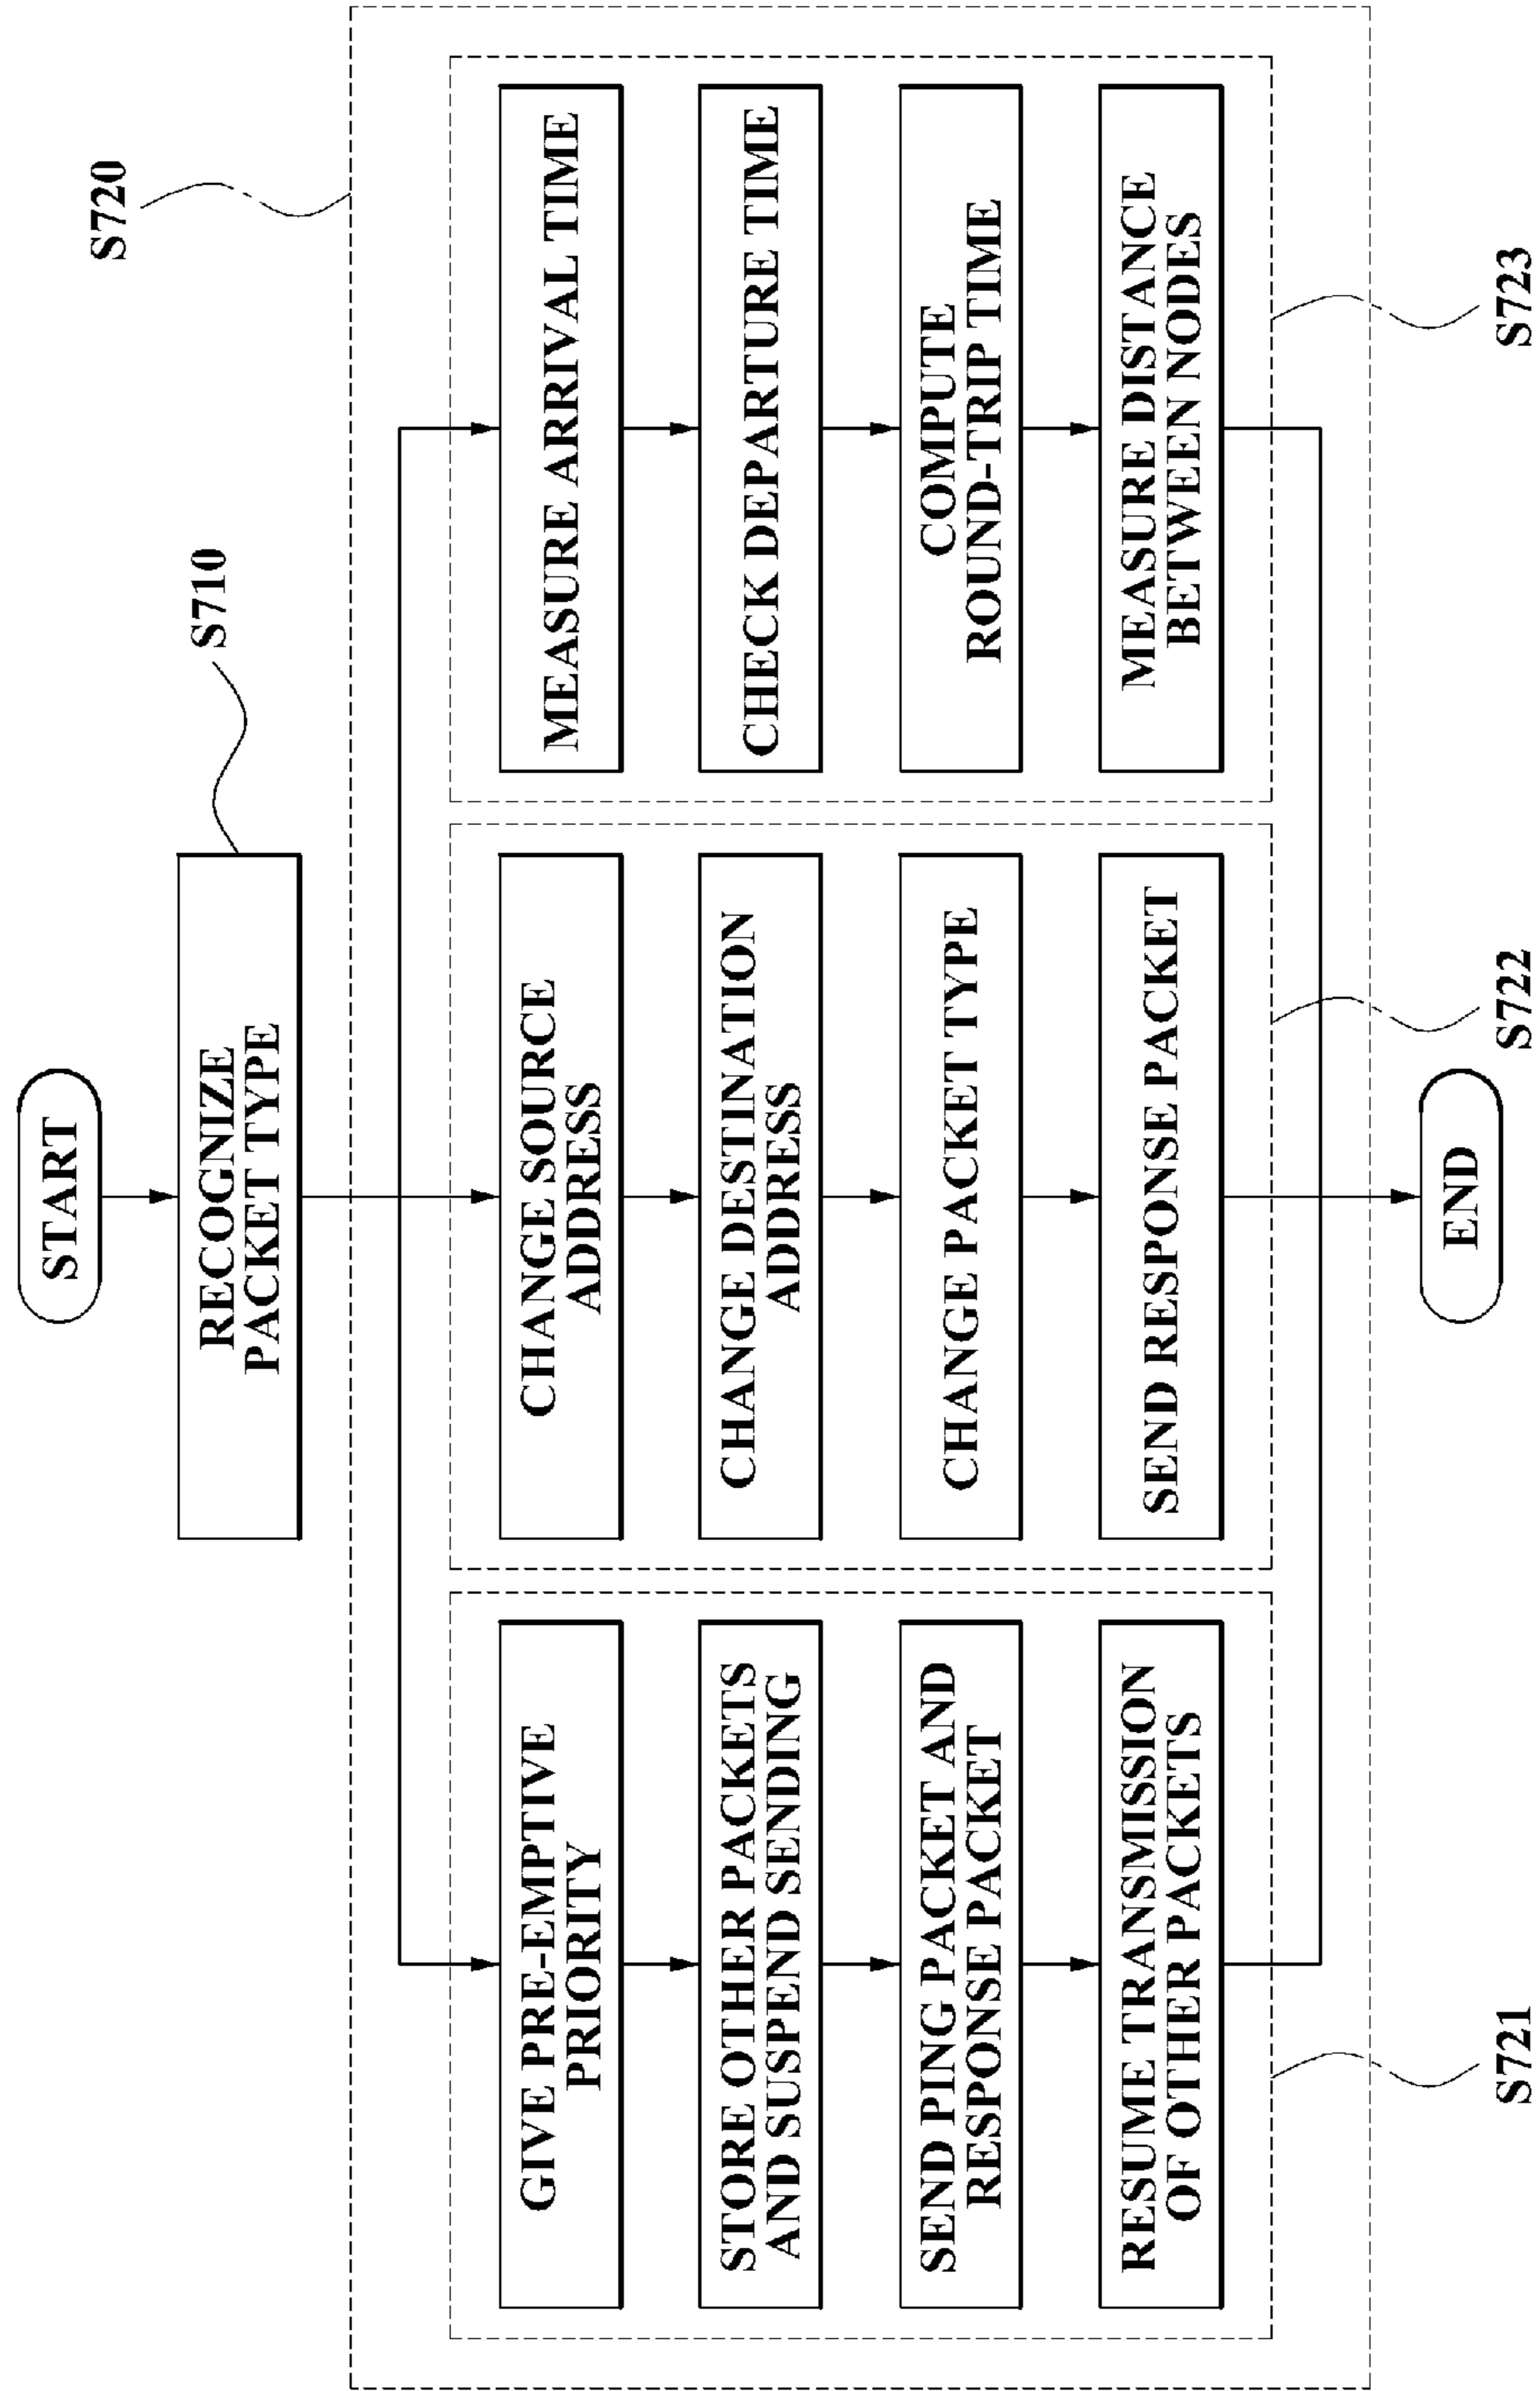 START
RECOGNIZE
PACKET TYPE
S710
S720
GIVE PRE-EMPTIVE
PRIORITY
STORE OTHER PACKETS
AND SUSPEND SENDING
SEND PING PACKET AND
RESPONSE PACKET
RESUME TRANSMISSION
OF OTHER PACKETS
S721
CHANGE SOURCE
ADDRESS
CHANGE DESTINATION
ADDRESS
CHANGE PACKET TYPE
SEND RESPONSE PACKET
S722
MEASURE ARRIVAL TIME
CHECK DEPARTURE TIME
COMPUTE
ROUND-TRIP TIME
MEASURE DISTANCE
BETWEEN NODES
S723
END